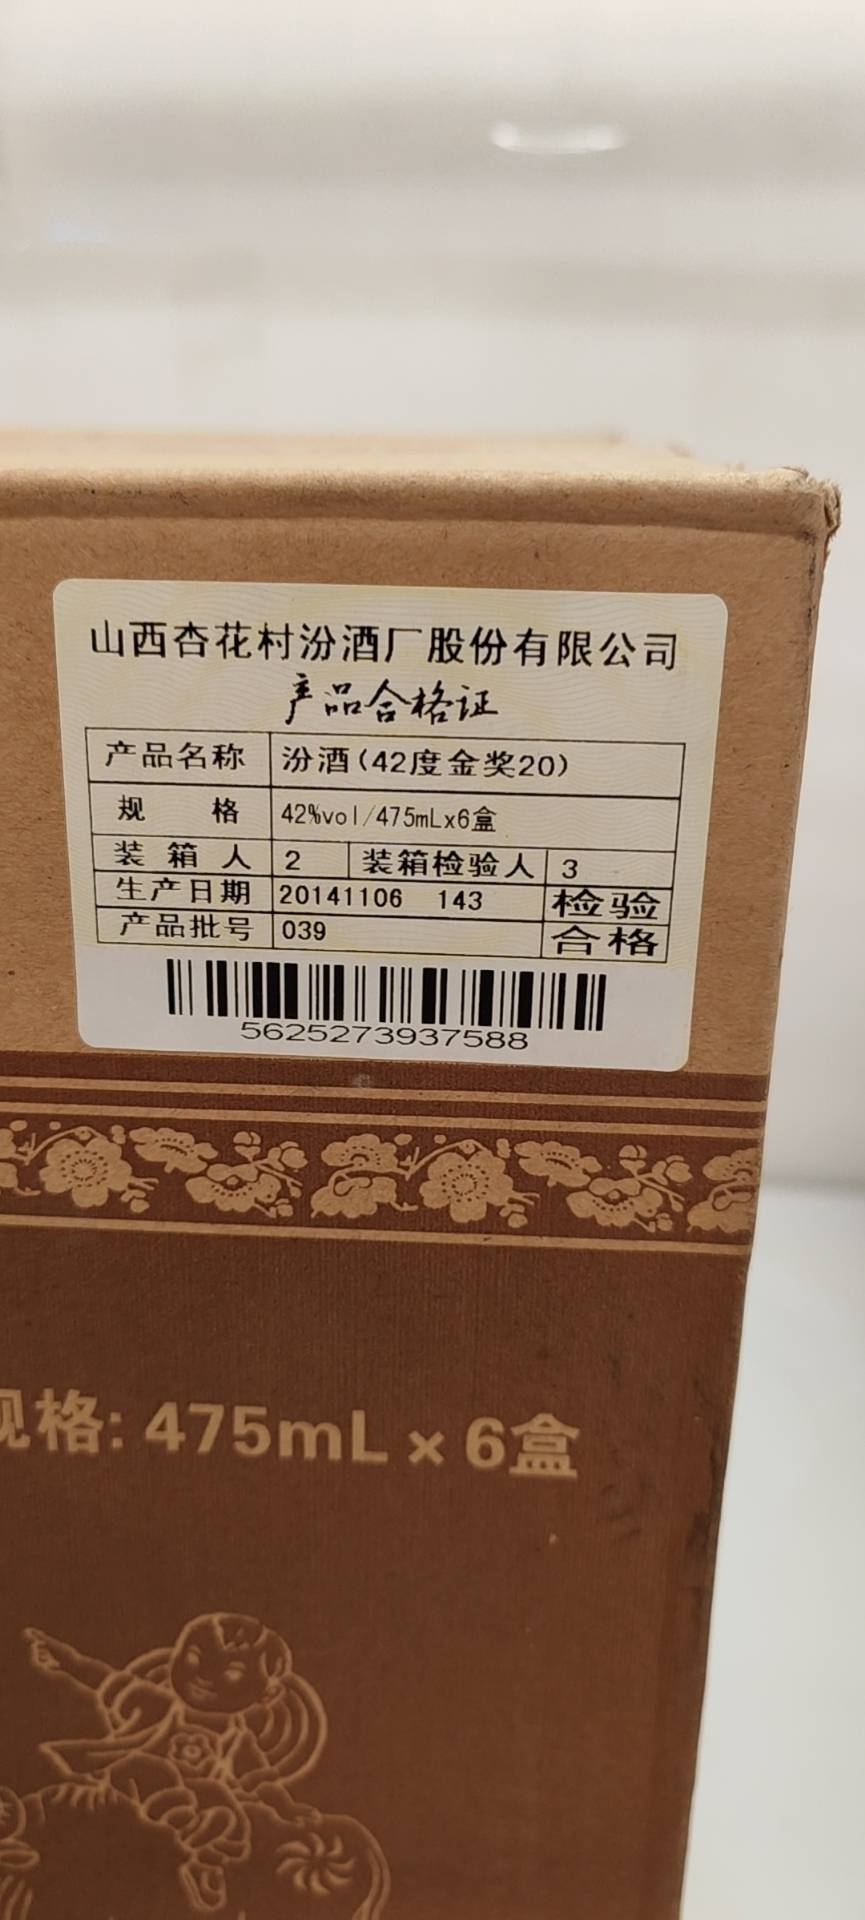 山西杏花村汾酒厂股份有限公司
产品合格证
产品名称 汾酒(42度金奖20)
规 格 42%vol/475mLx6盒
装 箱 人 2 装箱检验人 3
生产日期 20141106 143 检验
产品批号 039 合格
5625273937588
规格: 475mL × 6盒